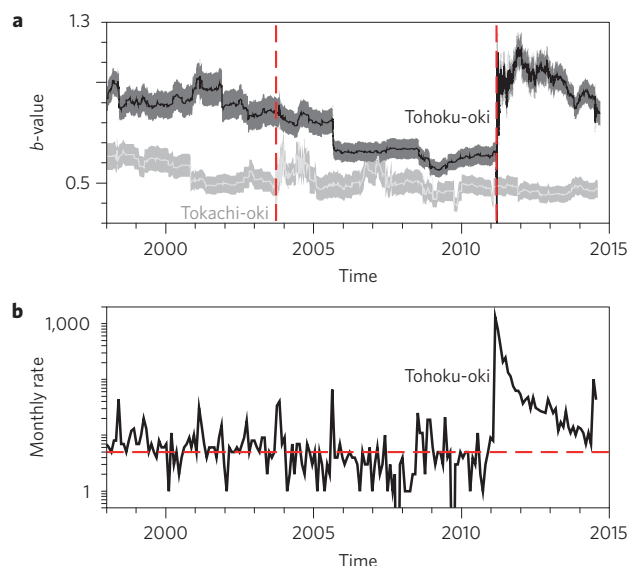 a
1.3
b-value
0.5
Tohoku-oki
Tokachi-oki
2000
2005
2010
2015
Time
b
1,000
Monthly rate
1
Tohoku-oki
2000
2005
2010
2015
Time